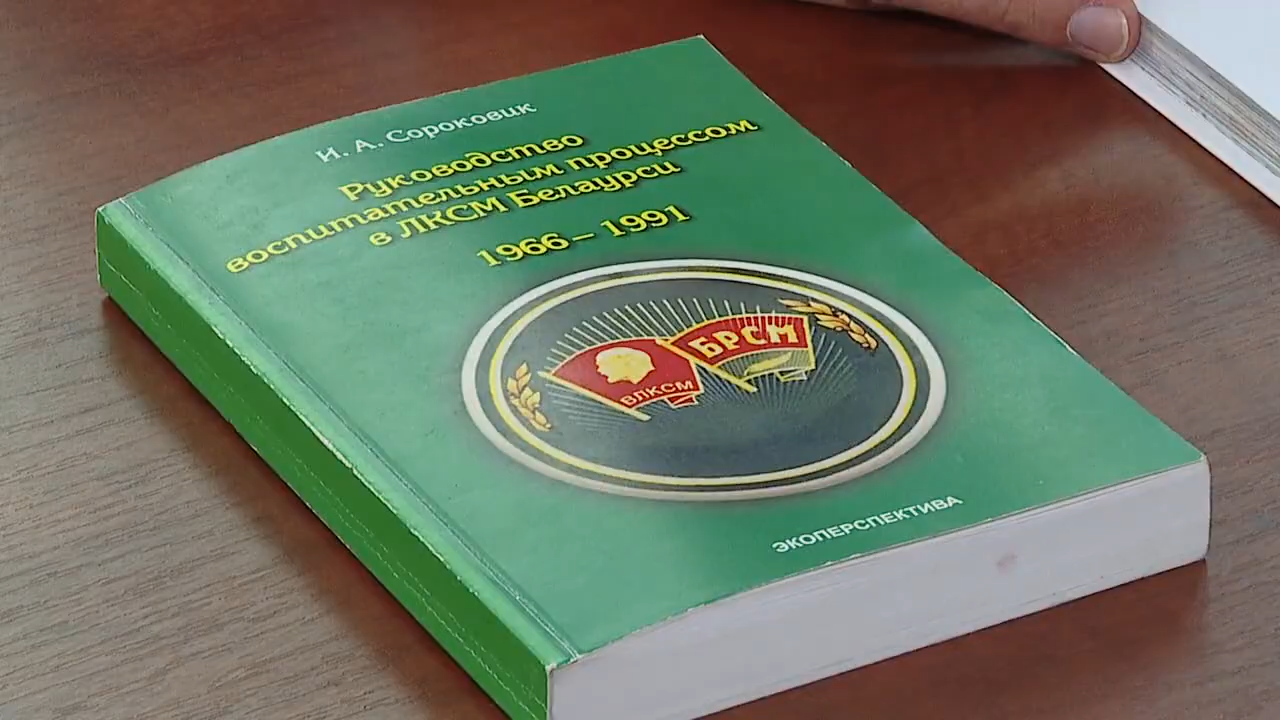 И. А. Сороковик
Руководство
воспитательным процессом
в ЛКСМ Белаурси
1966 – 1991
ВЛКСМ
БРСМ
ЭКОПЕРСПЕКТИВА